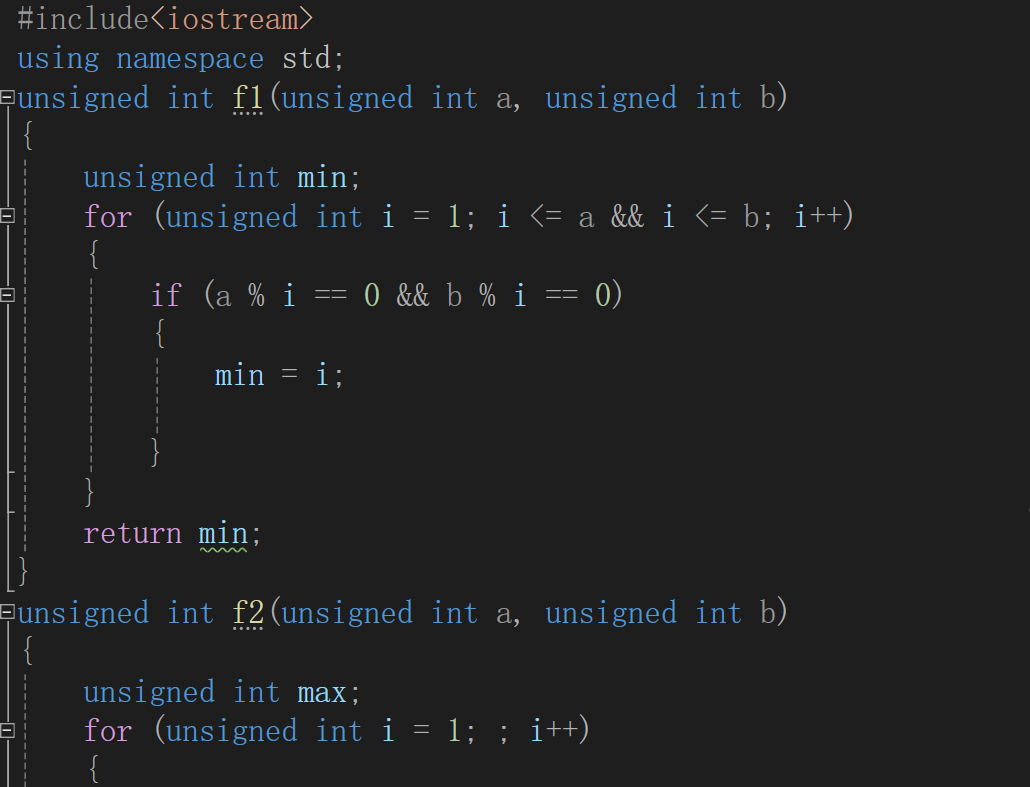 #include<iostream>
using namespace std;
unsigned int f1(unsigned int a, unsigned int b)
{
    unsigned int min;
    for (unsigned int i = 1; i <= a && i <= b; i++)
    {
        if (a % i == 0 && b % i == 0)
        {
            min = i;
        }
    }
    return min;
}
unsigned int f2(unsigned int a, unsigned int b)
{
    unsigned int max;
    for (unsigned int i = 1; ; i++)
    {